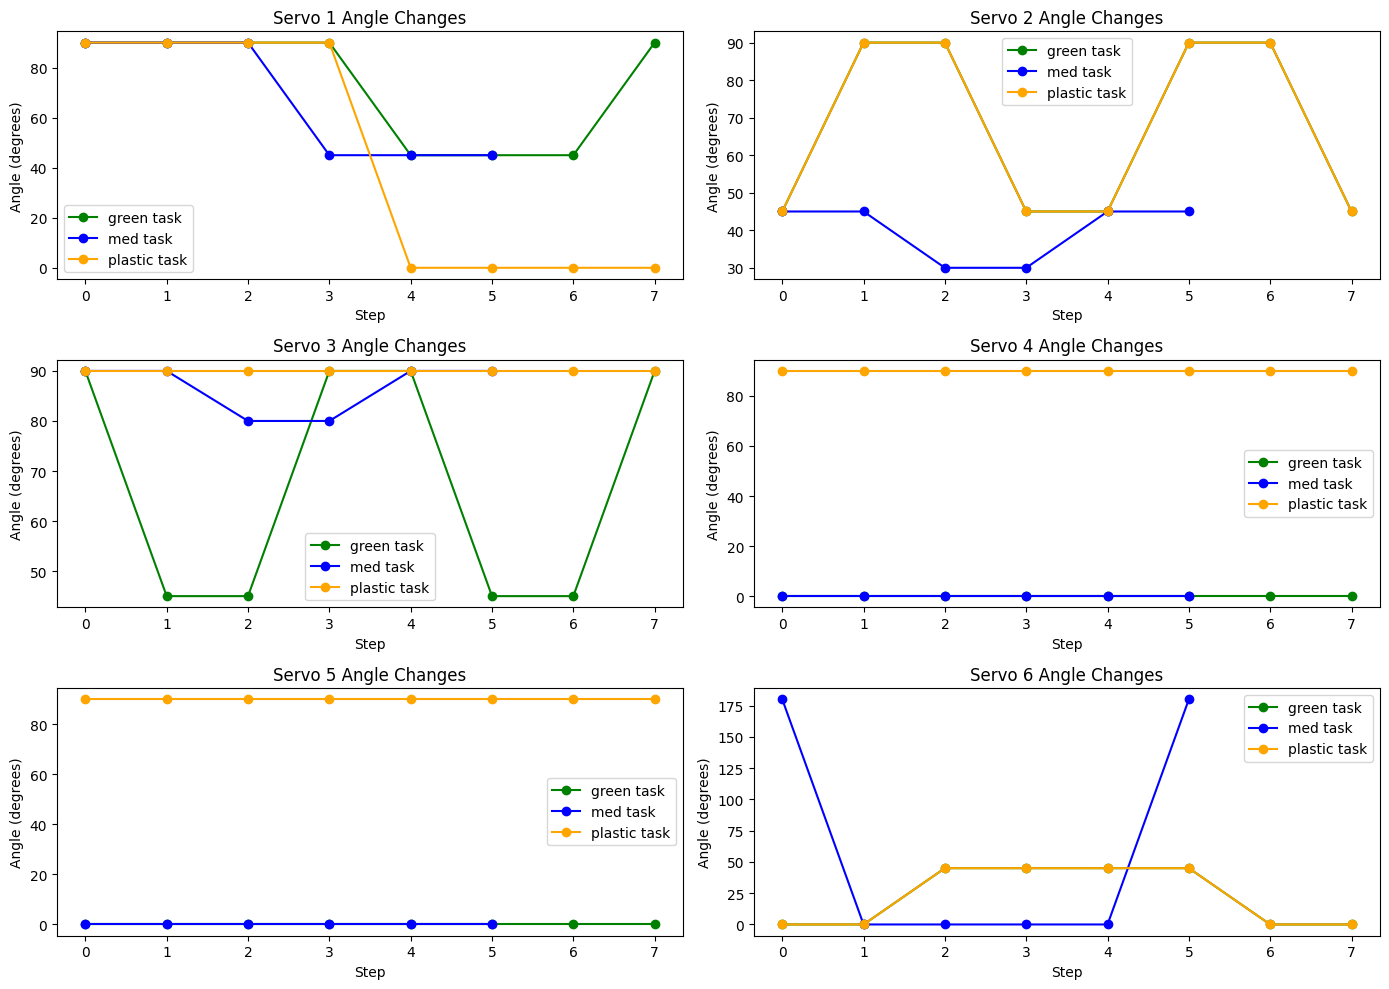 Servo 1 Angle Changes
Angle (degrees)
80
60
40
20
0
green task
med task
plastic task
0 1 2 3 4 5 6 7
Step
Servo 2 Angle Changes
Angle (degrees)
90
80
70
60
50
40
30
green task
med task
plastic task
0 1 2 3 4 5 6 7
Step
Servo 3 Angle Changes
Angle (degrees)
90
80
70
60
50
green task
med task
plastic task
0 1 2 3 4 5 6 7
Step
Servo 4 Angle Changes
Angle (degrees)
80
60
40
20
0
green task
med task
plastic task
0 1 2 3 4 5 6 7
Step
Servo 5 Angle Changes
Angle (degrees)
80
60
40
20
0
green task
med task
plastic task
0 1 2 3 4 5 6 7
Step
Servo 6 Angle Changes
Angle (degrees)
175
150
125
100
75
50
25
0
green task
med task
plastic task
0 1 2 3 4 5 6 7
Step